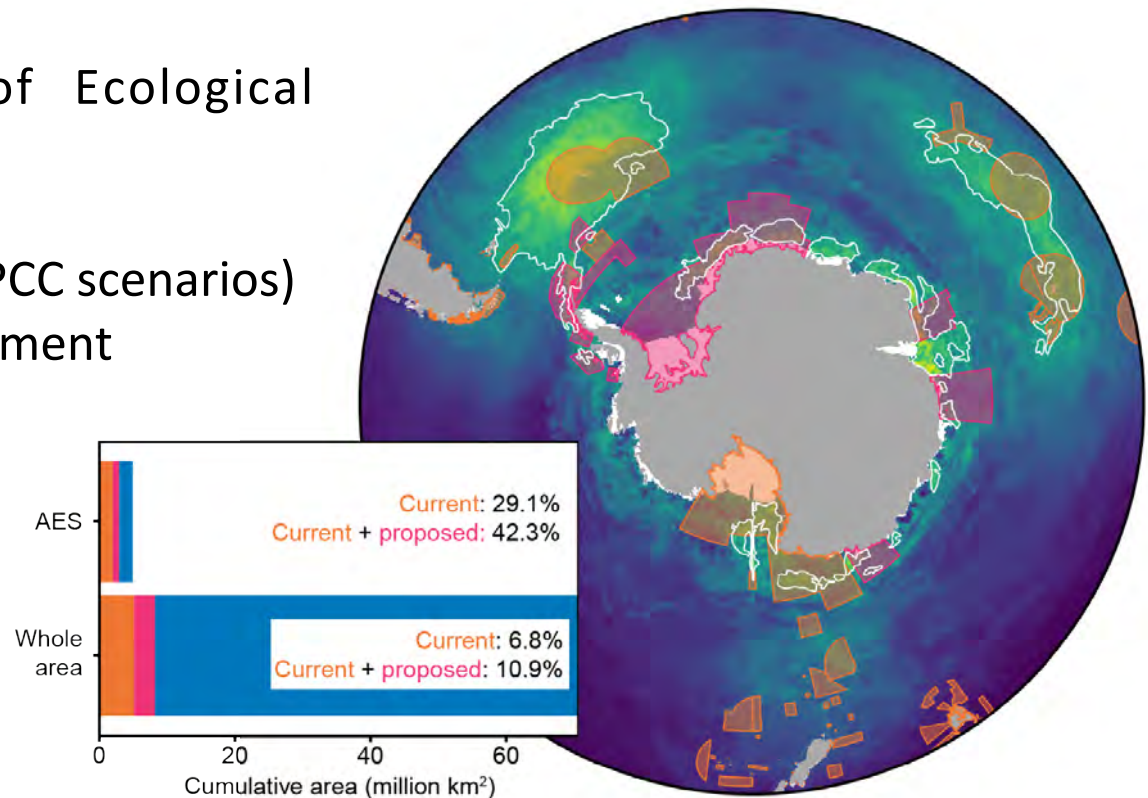 of Ecological
PCC scenarios)
ment
AES
Current: 29.1%
Current + proposed: 42.3%
Whole
area
Current: 6.8%
Current + proposed: 10.9%
0 20 40 60
Cumulative area (million km²)